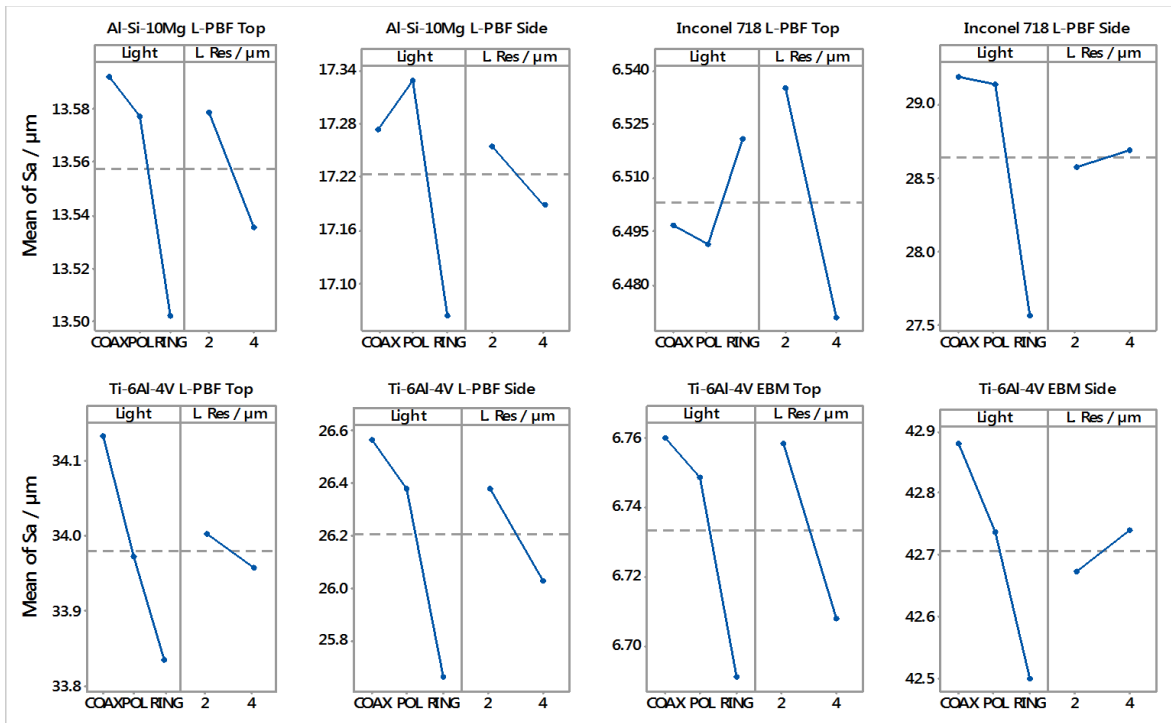 Al-Si-10Mg L-PBF Top
Light L. Res / µm
13.58
13.56
13.54
13.52
13.50
COAX POL RING 2 4
Mean of Sa / µm
Al-Si-10Mg L-PBF Side
Light L. Res / µm
17.34
17.28
17.22
17.16
17.10
COAX POL RING 2 4
Inconel 718 L-PBF Top
Light L. Res / µm
6.540
6.525
6.510
6.495
6.480
COAX POL RING 2 4
Inconel 718 L-PBF Side
Light L. Res / µm
29.0
28.5
28.0
27.5
COAX POL RING 2 4
Ti-6Al-4V L-PBF Top
Light L. Res / µm
34.1
34.0
33.9
33.8
COAX POL RING 2 4
Mean of Sa / µm
Ti-6Al-4V L-PBF Side
Light L. Res / µm
26.6
26.4
26.2
26.0
25.8
COAX POL RING 2 4
Ti-6Al-4V EBM Top
Light L. Res / µm
6.76
6.74
6.72
6.70
COAX POL RING 2 4
Ti-6Al-4V EBM Side
Light L. Res / µm
42.9
42.8
42.7
42.6
42.5
COAX POL RING 2 4